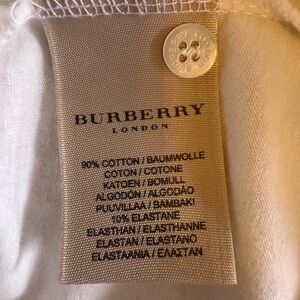 BURBERRY
LONDON
90% COTTON / BAUMWOLLE
COTON / COTONE
KATOEN / BOMULL
ALGODÓN / ALGODÃO
PUUVILLAA / BAMBAKI
10% ELASTANE
ELASTHAN / ELASTHANNE
ELASTAN / ELASTANO
ELASTAANIA / ΕΛΑΣΤΑΝ